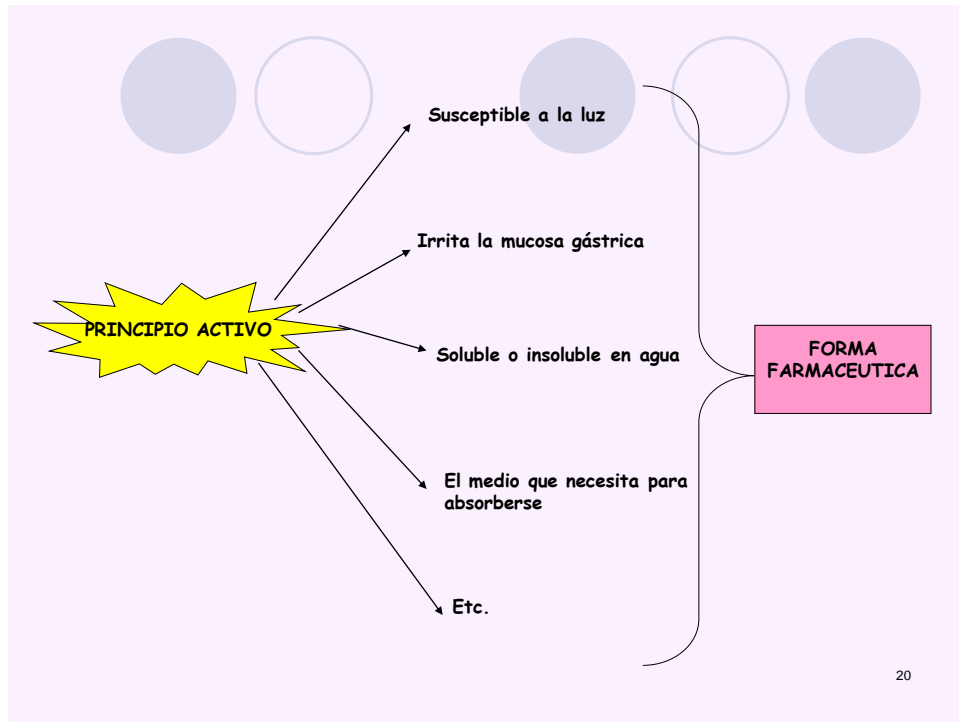 Susceptible a la luz
Irrita la mucosa gástrica
PRINCIPIO ACTIVO
Soluble o insoluble en agua
FORMA
FARMACEUTICA
El medio que necesita para
absorberse
Etc.
20